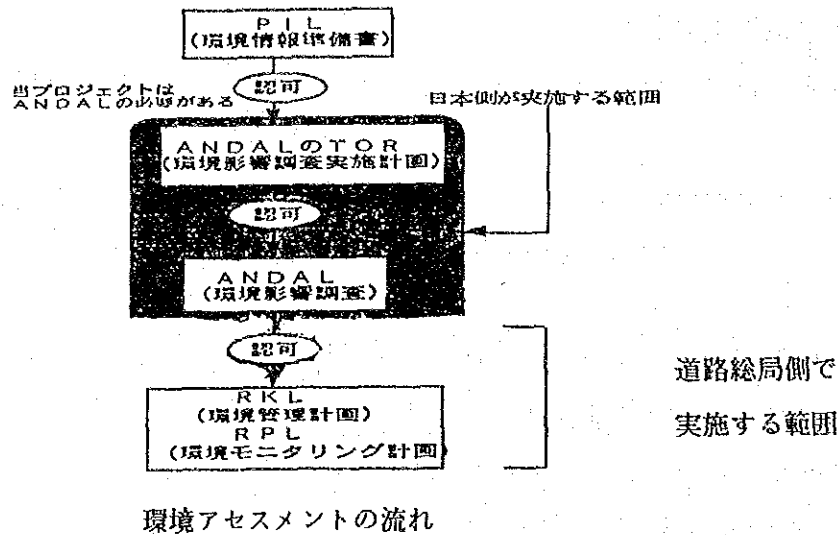 PIL
(環境情報準備書)
認可
当プロジェクトは
ANDALの必要がある
日本側が実施する範囲
ANDALのTOR
(環境影響調査実施計画)
認可
ANDAL
(環境影響調査)
認可
RKL
(環境管理計画)
RPL
(環境モニタリング計画)
道路総局側で
実施する範囲
環境アセスメントの流れ